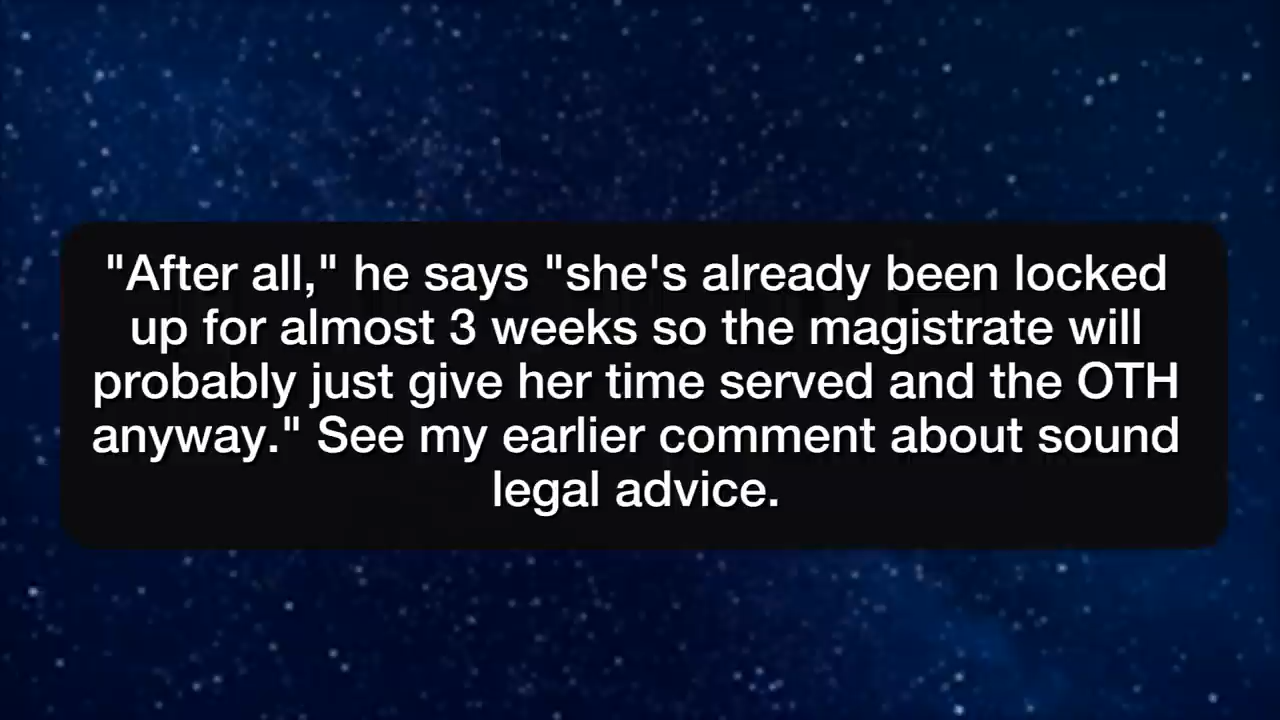 "After all," he says "she's already been locked
up for almost 3 weeks so the magistrate will
probably just give her time served and the OTH
anyway." See my earlier comment about sound
legal advice.